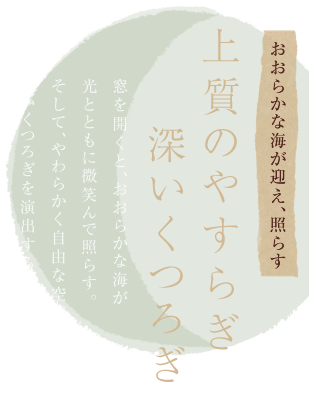 おおらかな海が迎え、照らす
上質のやすらぎ
深いくつろぎ
窓を開くと、おおらかな海が
光とともに微笑んで照らす。
そして、やわらかく自由な空
くつろぎを演出す